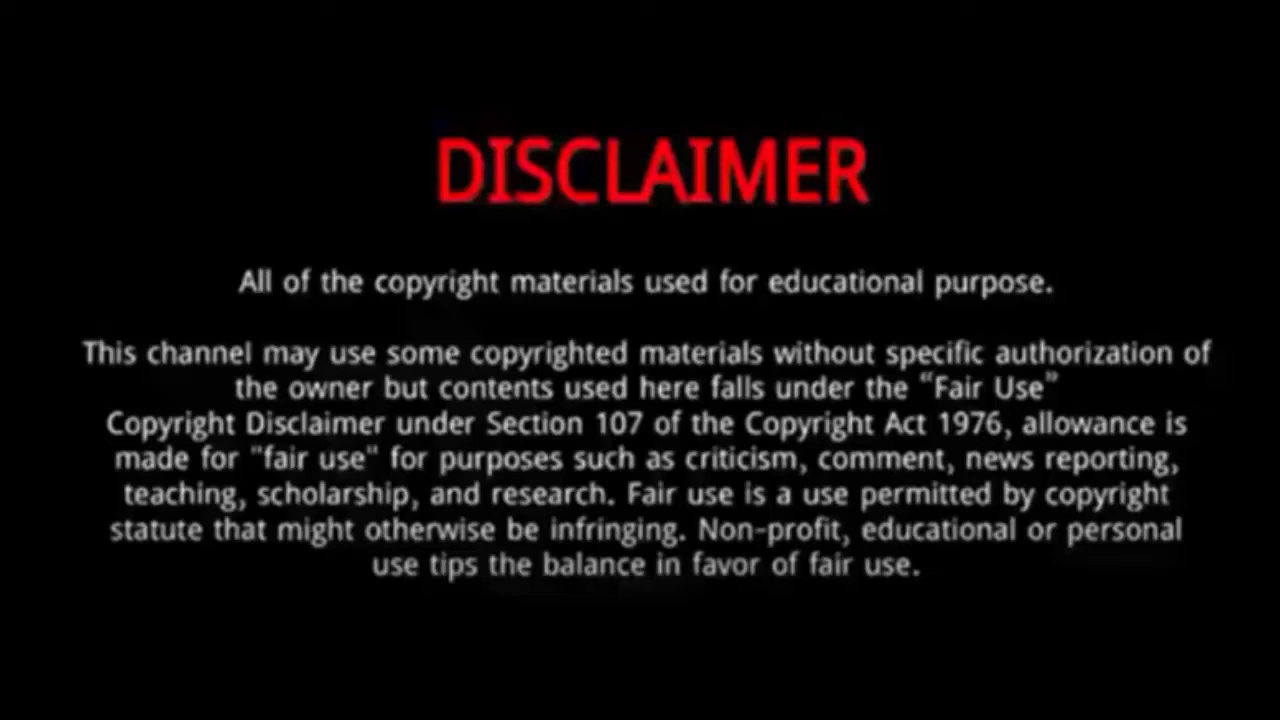 DISCLAIMER
All of the copyright materials used for educational purpose.
This channel may use some copyrighted materials without specific authorization of
the owner but contents used here falls under the “Fair Use”
Copyright Disclaimer under Section 107 of the Copyright Act 1976, allowance is
made for "fair use" for purposes such as criticism, comment, news reporting,
teaching, scholarship, and research. Fair use is a use permitted by copyright
statute that might otherwise be infringing. Non-profit, educational or personal
use tips the balance in favor of fair use.